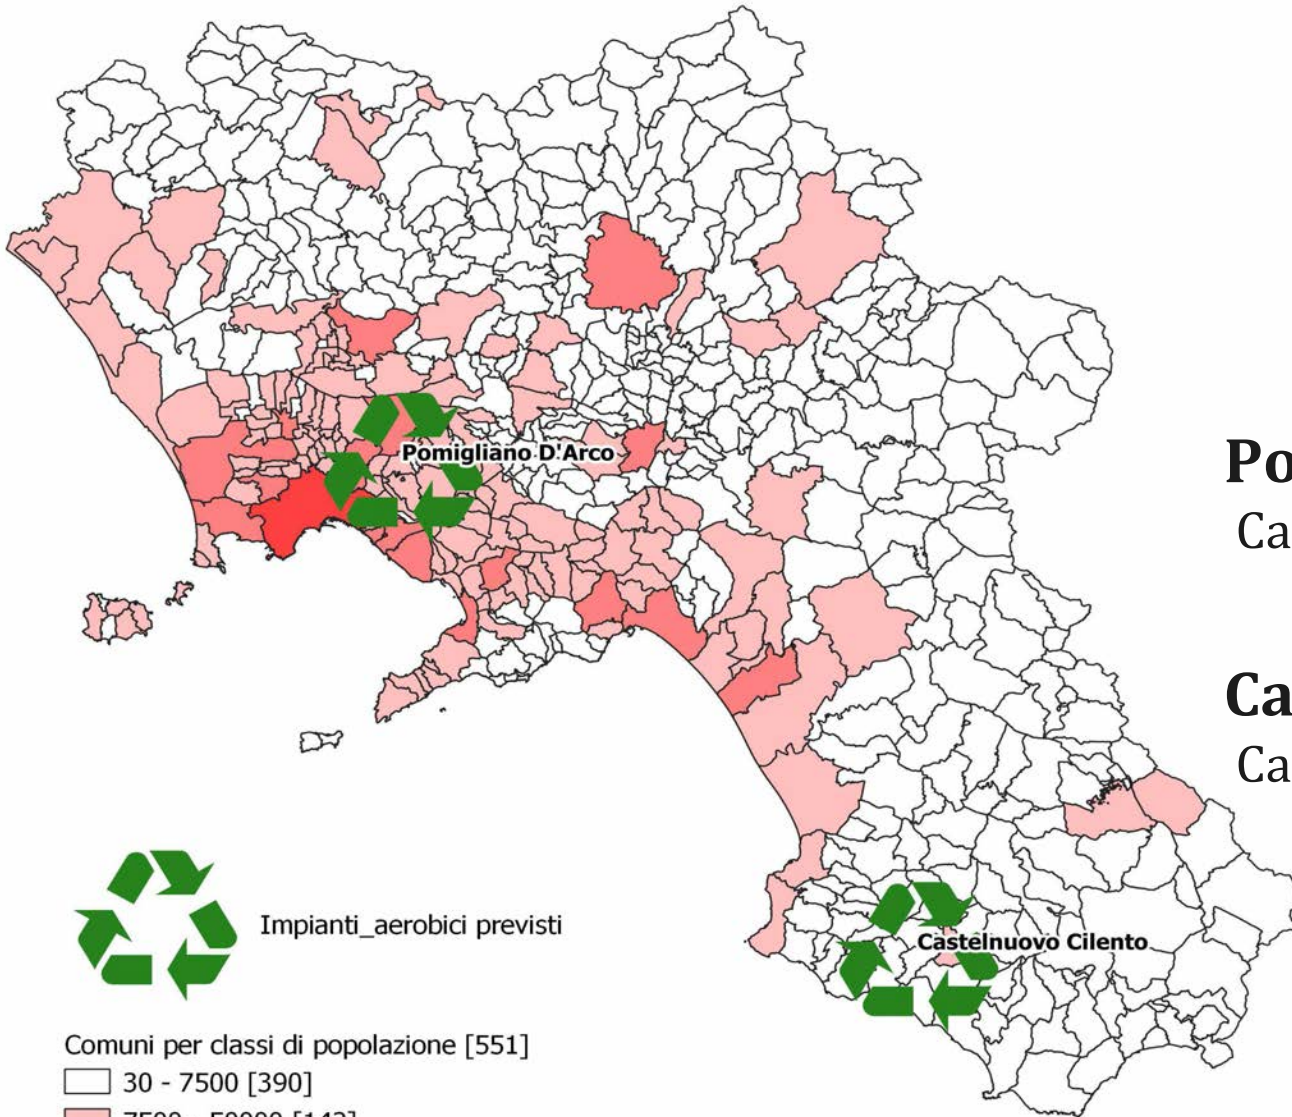 Pomigliano D'Arco
Po
Ca
Ca
Ca
Castelnuovo Cilento
Impianti_aerobici previsti
Comuni per classi di popolazione [551]
30 - 7500 [390]